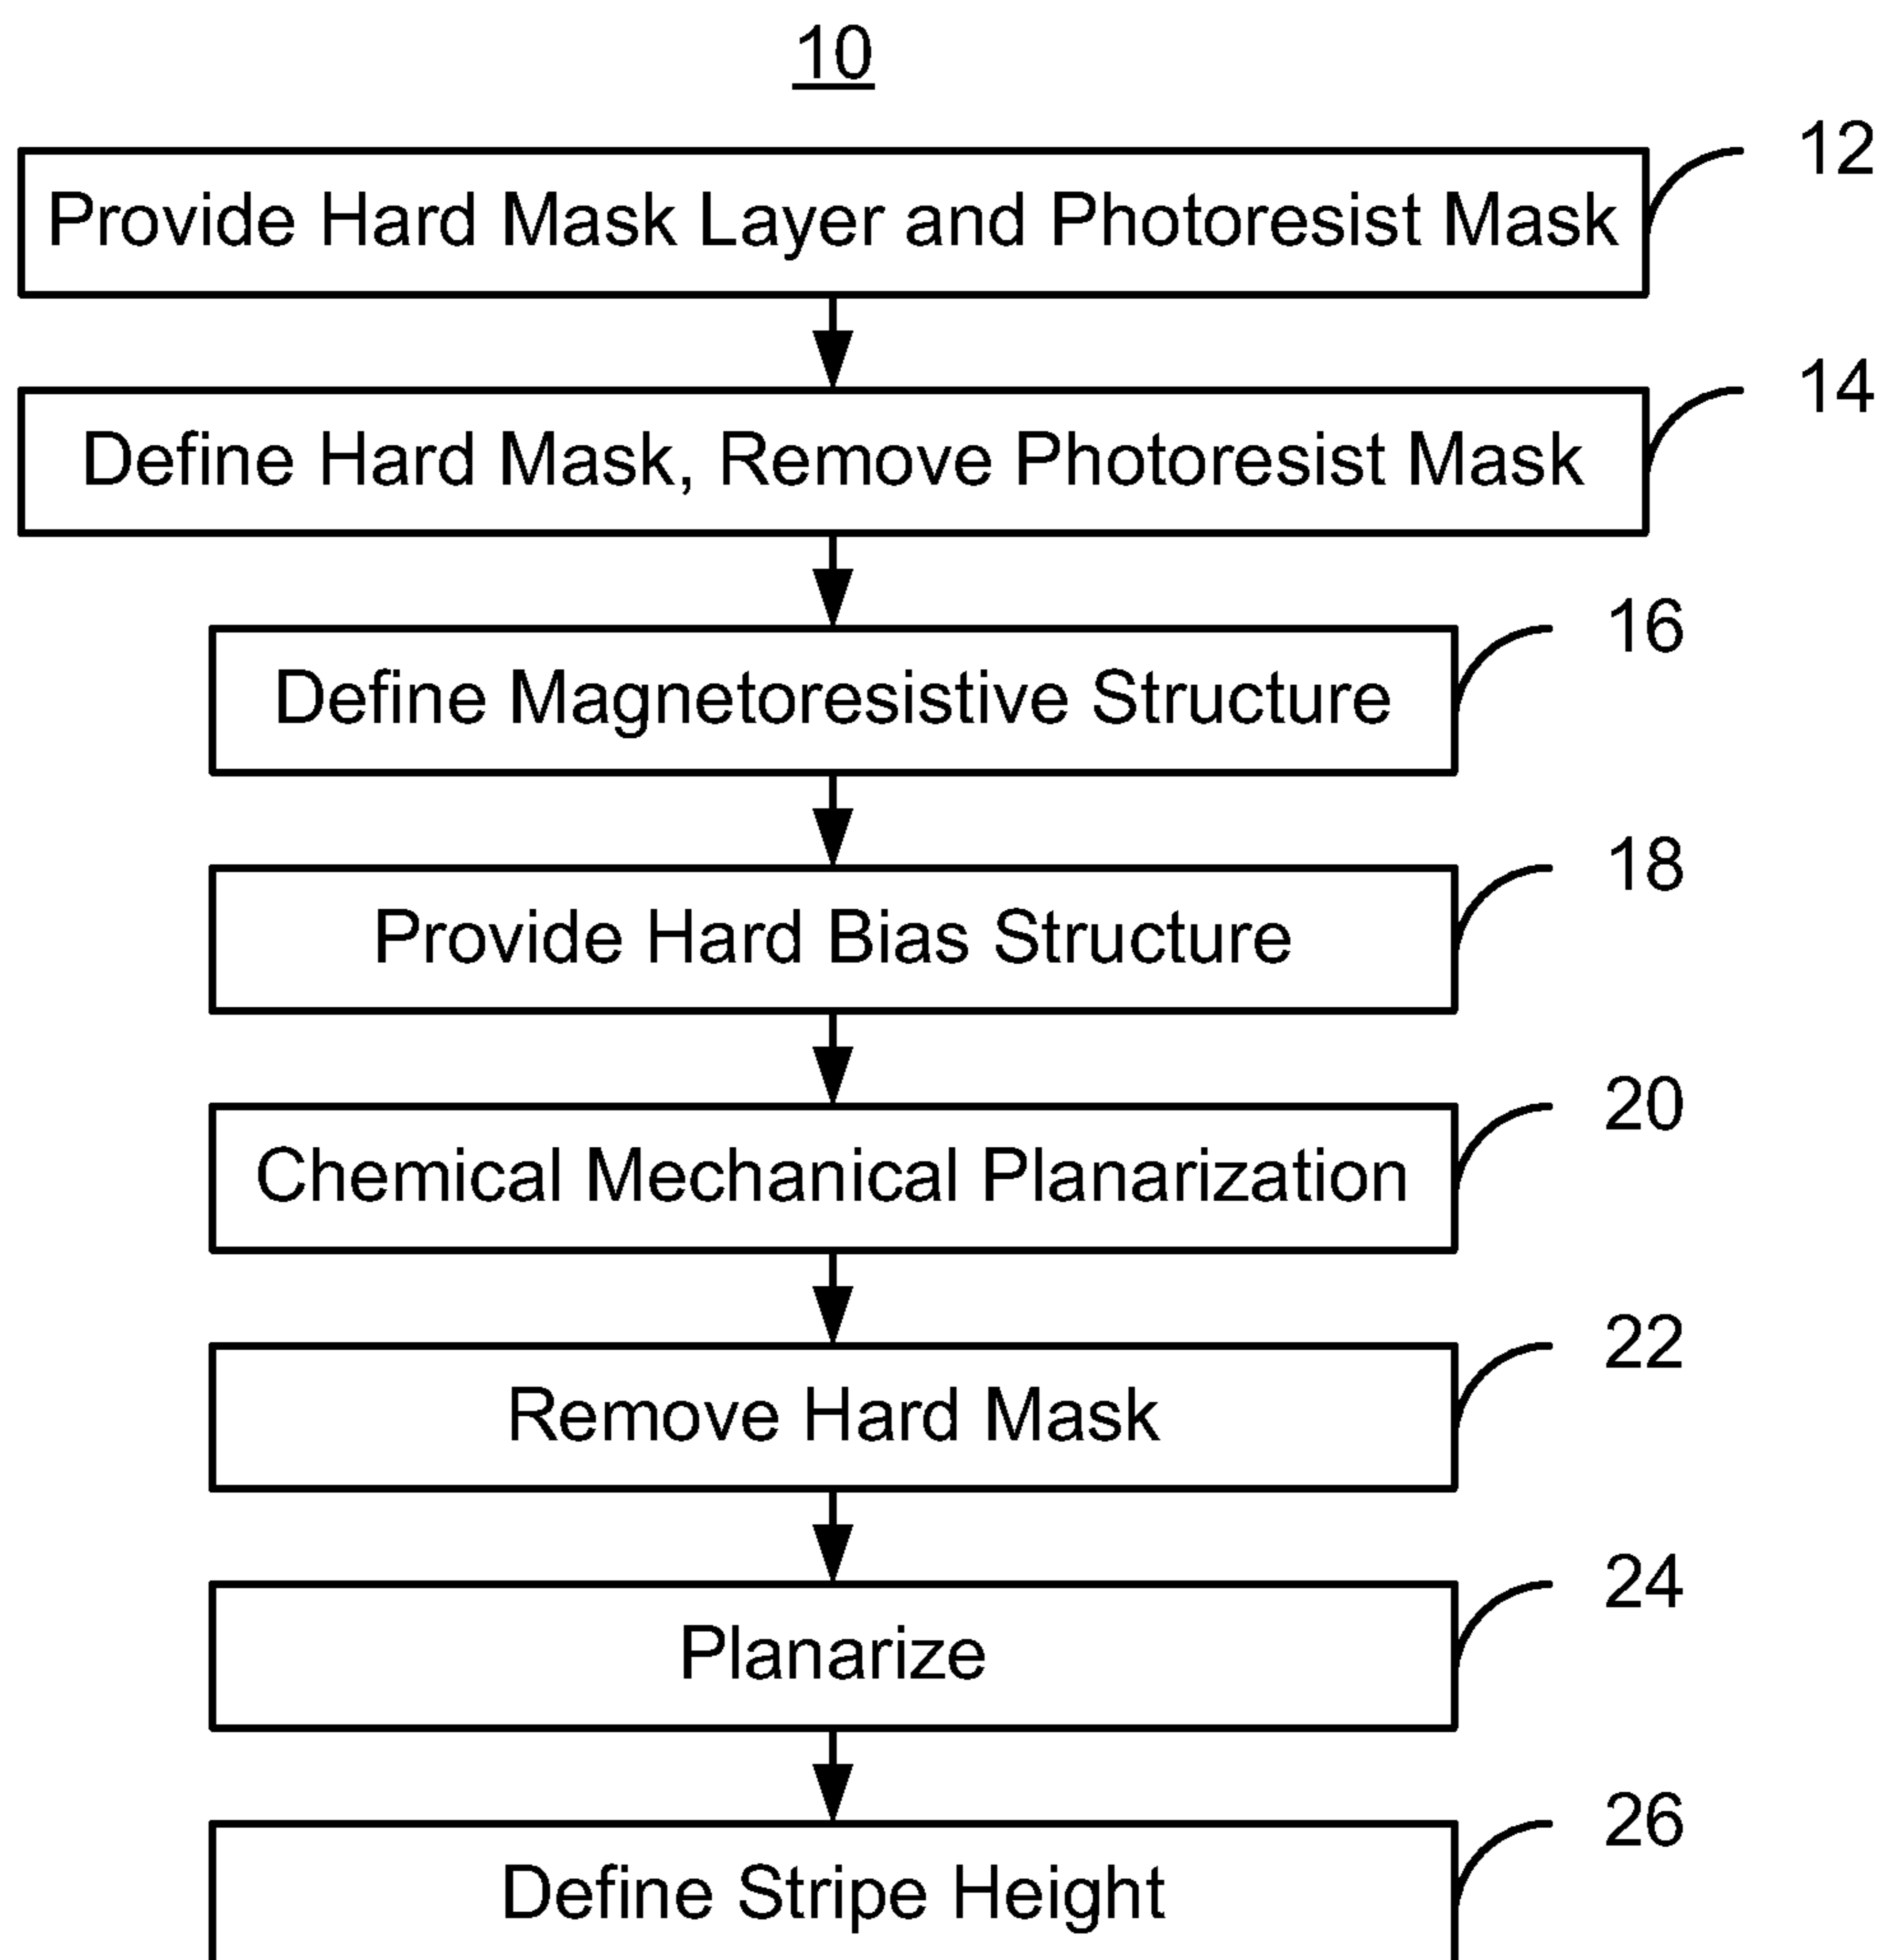 10
Provide Hard Mask Layer and Photoresist Mask
12
Define Hard Mask, Remove Photoresist Mask
14
Define Magnetoresistive Structure
16
Provide Hard Bias Structure
18
Chemical Mechanical Planarization
20
Remove Hard Mask
22
Planarize
24
Define Stripe Height
26